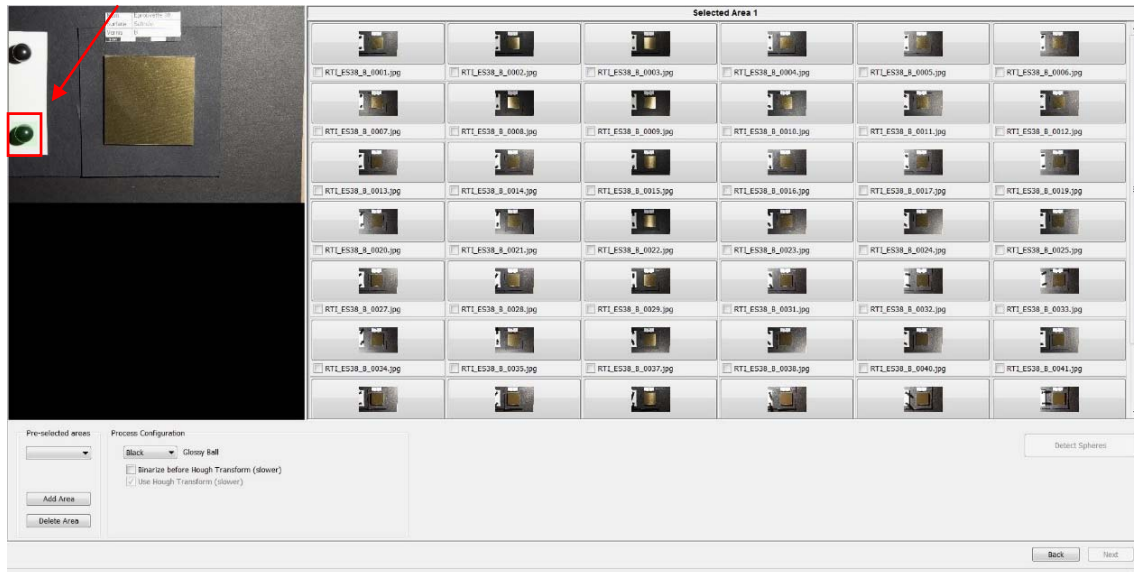 Selected Area 1
RTI_ES38_B_0001.jpg RTI_ES38_B_0002.jpg RTI_ES38_B_0003.jpg RTI_ES38_B_0004.jpg RTI_ES38_B_0005.jpg RTI_ES38_B_0006.jpg
RTI_ES38_B_0007.jpg RTI_ES38_B_0008.jpg RTI_ES38_B_0009.jpg RTI_ES38_B_0010.jpg RTI_ES38_B_0011.jpg RTI_ES38_B_0012.jpg
RTI_ES38_B_0013.jpg RTI_ES38_B_0014.jpg RTI_ES38_B_0015.jpg RTI_ES38_B_0016.jpg RTI_ES38_B_0017.jpg RTI_ES38_B_0019.jpg
RTI_ES38_B_0020.jpg RTI_ES38_B_0021.jpg RTI_ES38_B_0022.jpg RTI_ES38_B_0023.jpg RTI_ES38_B_0024.jpg RTI_ES38_B_0025.jpg
RTI_ES38_B_0027.jpg RTI_ES38_B_0028.jpg RTI_ES38_B_0029.jpg RTI_ES38_B_0031.jpg RTI_ES38_B_0032.jpg RTI_ES38_B_0033.jpg
RTI_ES38_B_0034.jpg RTI_ES38_B_0035.jpg RTI_ES38_B_0037.jpg RTI_ES38_B_0038.jpg RTI_ES38_B_0040.jpg RTI_ES38_B_0041.jpg
Pre-selected areas
Add Area
Delete Area
Process Configuration
Black Glossy Ball
Binarize before Hough Transform (slower)
Use Hough Transform (slower)
Detect Spheres
Back Next